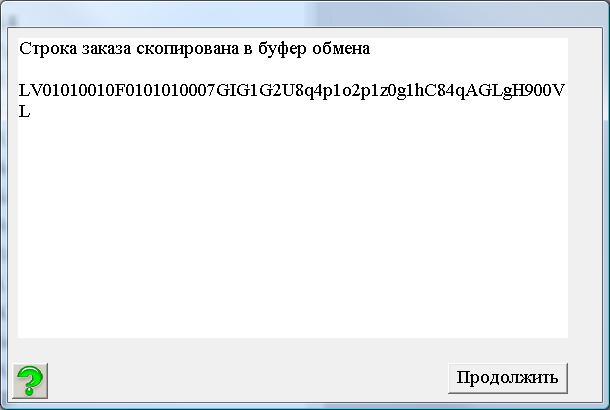 Строка заказа скопирована в буфер обмена
LV01010010F0101010007GIG1G2U8q4p1o2p1z0g1hC84qAGLgH900V
L
Продолжить